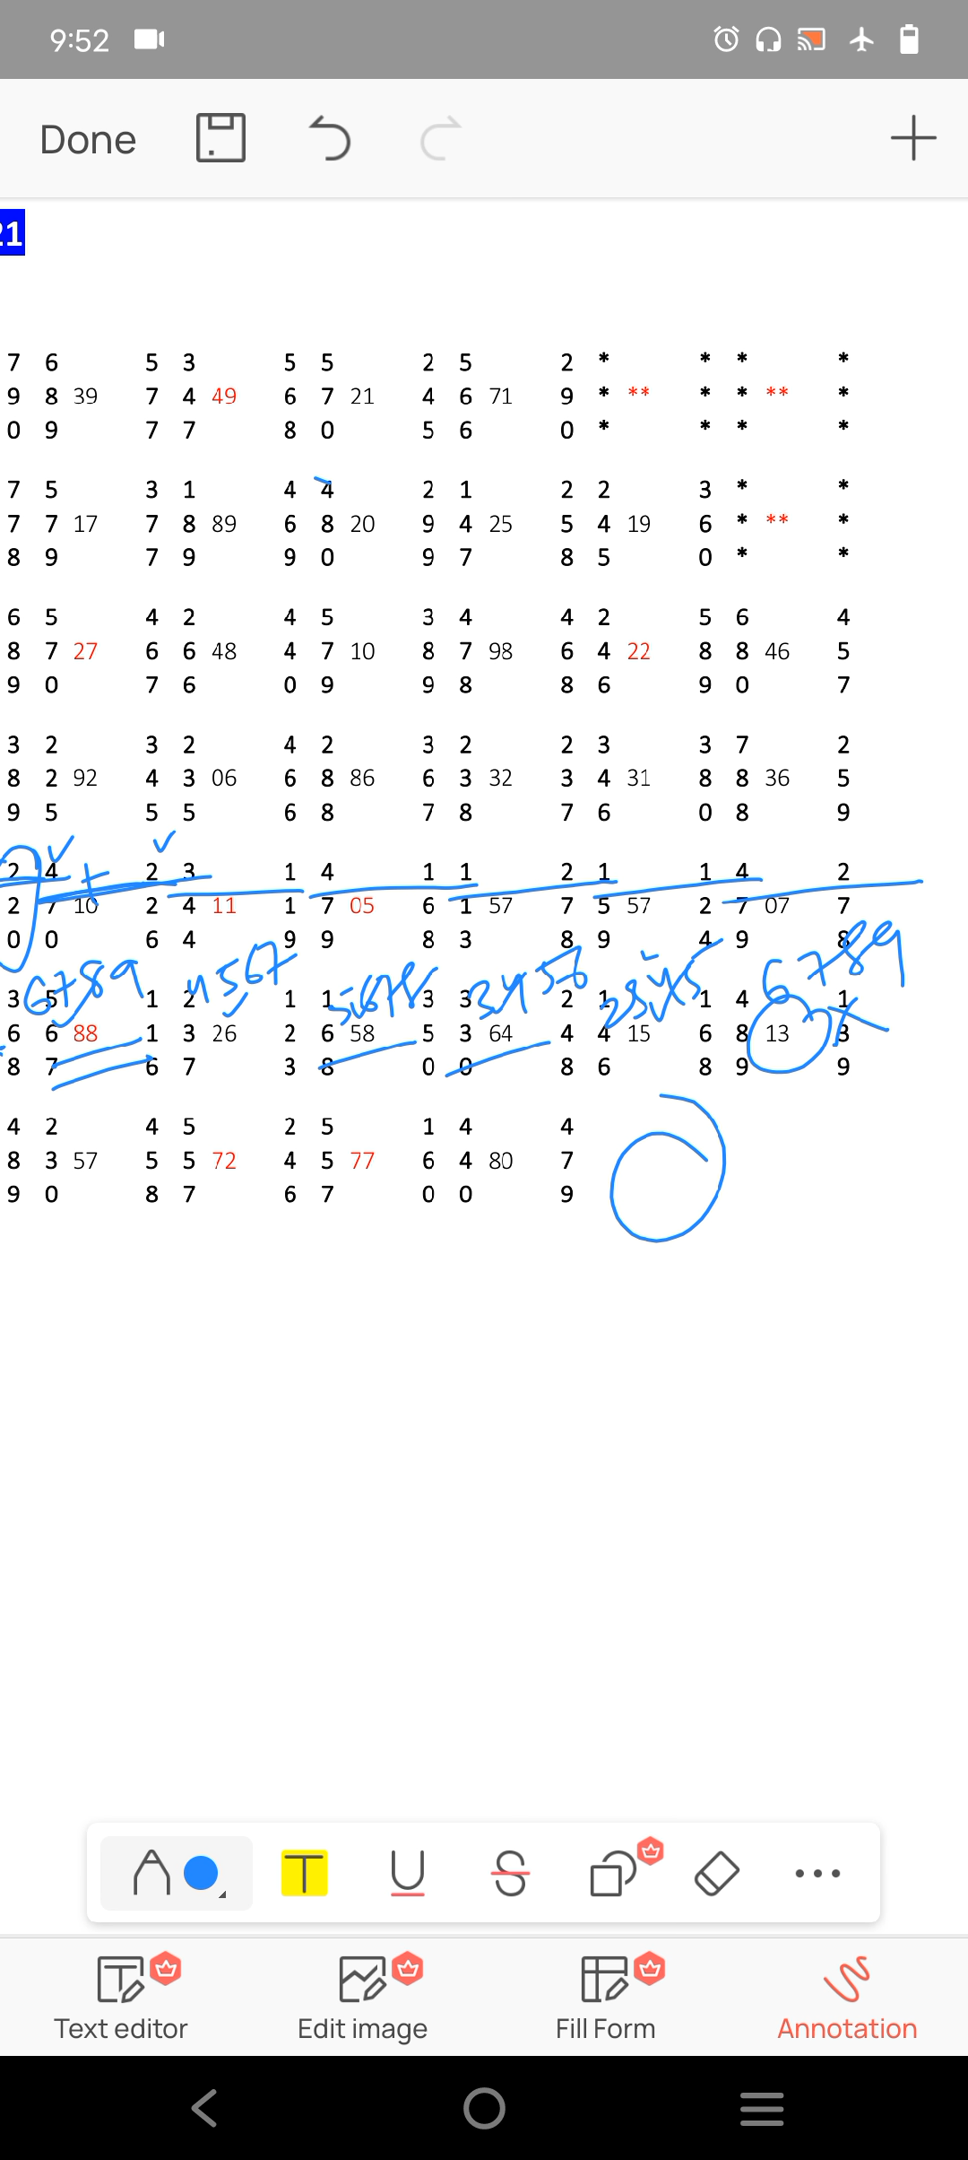 9:52
Done
21
7 6 5 3 5 5 2 5 2 * * * *
9 8 39 7 4 49 6 7 21 4 6 71 9 * ** * * ** *
0 9 7 7 8 0 5 6 0 * * * *
7 5 3 1 4 4 2 1 2 2 3 * *
7 7 17 7 8 89 6 8 20 9 4 25 5 4 19 6 * ** *
8 9 7 9 9 0 9 7 8 5 0 * *
6 5 4 2 4 5 3 4 4 2 5 6 4
8 7 27 6 6 48 4 7 10 8 7 98 6 4 22 8 8 46 5
9 0 7 6 0 9 9 8 8 6 9 0 7
3 2 3 2 4 2 3 2 2 3 3 7 2
8 2 92 4 3 06 6 8 86 6 3 32 3 4 31 8 8 36 5
9 5 5 5 6 8 7 8 7 6 0 8 9
2 4 2 3 1 4 1 1 2 1 1 4 2
2 7 10 2 4 11 1 7 05 6 1 57 7 5 57 2 7 07 7
0 0 6 4 9 9 8 3 8 9 4 9 8
6789 4567 5678 3456 6789
3 5 1 2 1 1 3 3 2 1 1 4 1
6 6 88 1 3 26 2 6 58 5 3 64 4 4 15 6 8 13 3
8 7 6 7 3 8 0 0 8 6 8 9 9
4 2 4 5 2 5 1 4 4
8 3 57 5 5 72 4 5 77 6 4 80 7
9 0 8 7 6 7 0 0 9
Text editor Edit image Fill Form Annotation